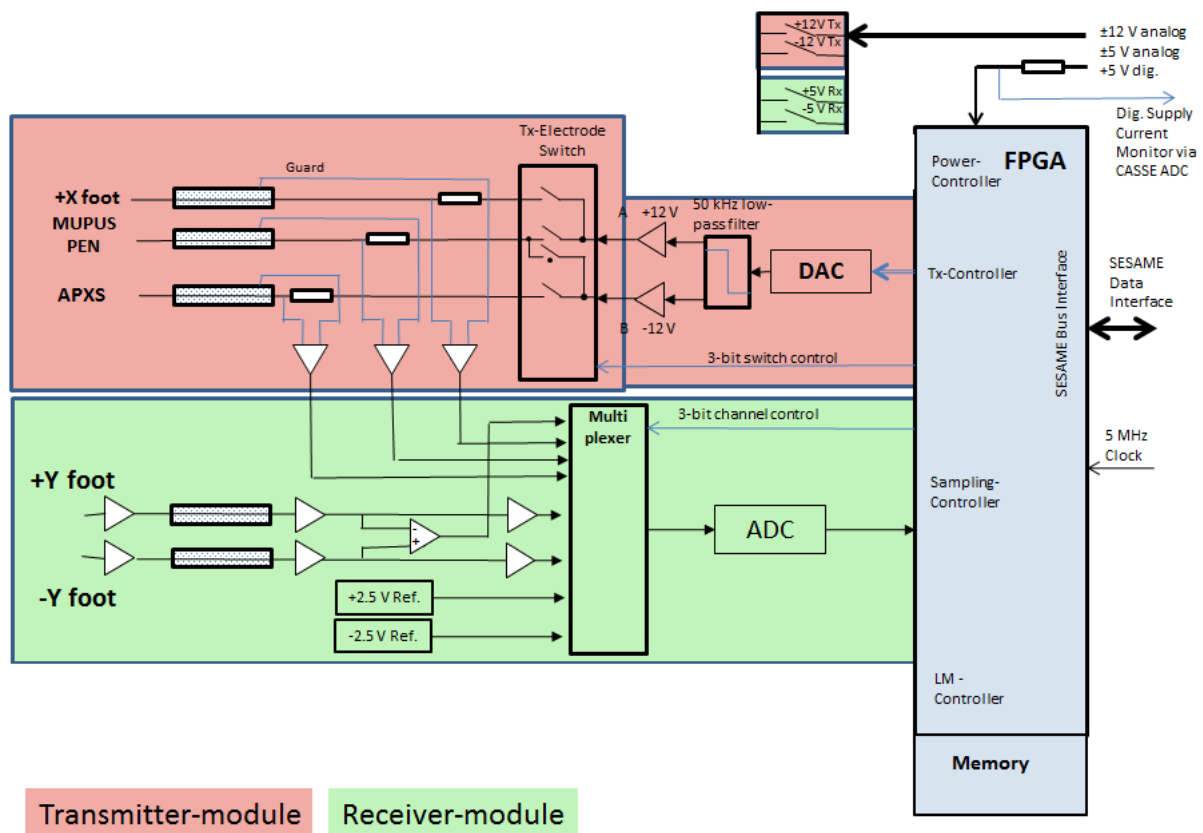 +12V Tx
-12V Tx
+5V Rx
-5 V Rx
±12 V analog
±5 V analog
+5 V dig.
Dig. Supply
Current
Monitor via
CASSE ADC
Tx-Electrode
Switch
Guard
+X foot
MUPUS
PEN
APXS
A
+12 V
B
-12 V
50 kHz low-
pass filter
DAC
3-bit switch control
Power-
Controller
FPGA
Tx-Controller
SESAME Bus Interface
SESAME
Data
Interface
Multi
plexer
3-bit channel control
5 MHz
Clock
+Y foot
-
+
-Y foot
+2.5 V Ref.
-2.5 V Ref.
ADC
Sampling-
Controller
LM -
Controller
Memory
Transmitter-module
Receiver-module